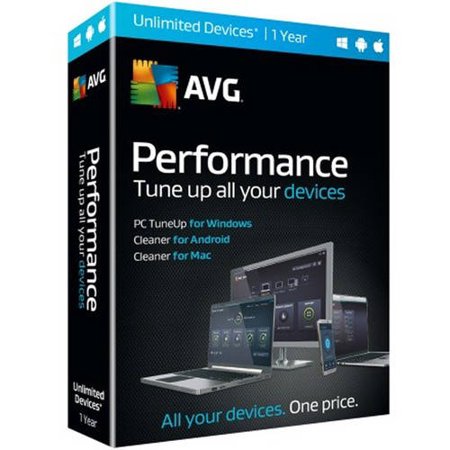 Unlimited Devices* | 1 Year
AVG.
Performance
Tune up all your devices
PC TuneUp for Windows
Cleaner for Android
Cleaner for Mac
All your devices. One price.
AVG.
Performance
Tune up all your devices
Unlimited
Devices*
1 Year